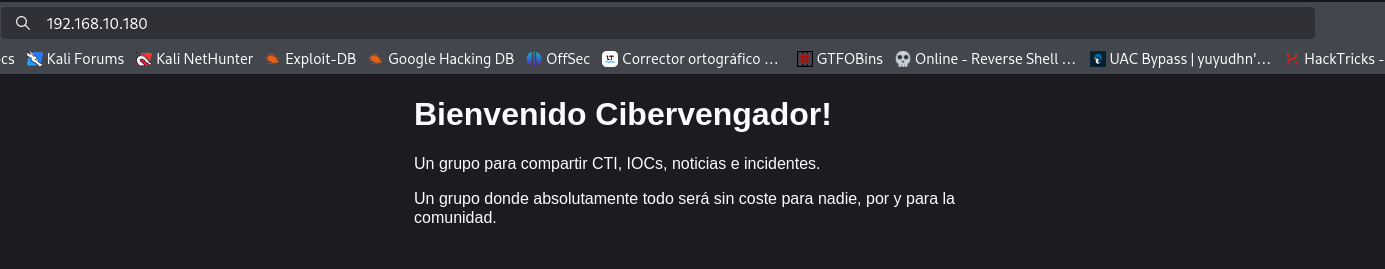 192.168.10.180
cs Kali Forums Kali NetHunter Exploit-DB Google Hacking DB OffSec LT Corrector ortográfico … GTFOBins Online - Reverse Shell … UAC Bypass | yuyudhn'… HackTricks -
Bienvenido Cibervengador!
Un grupo para compartir CTI, IOCs, noticias e incidentes.
Un grupo donde absolutamente todo será sin coste para nadie, por y para la
comunidad.